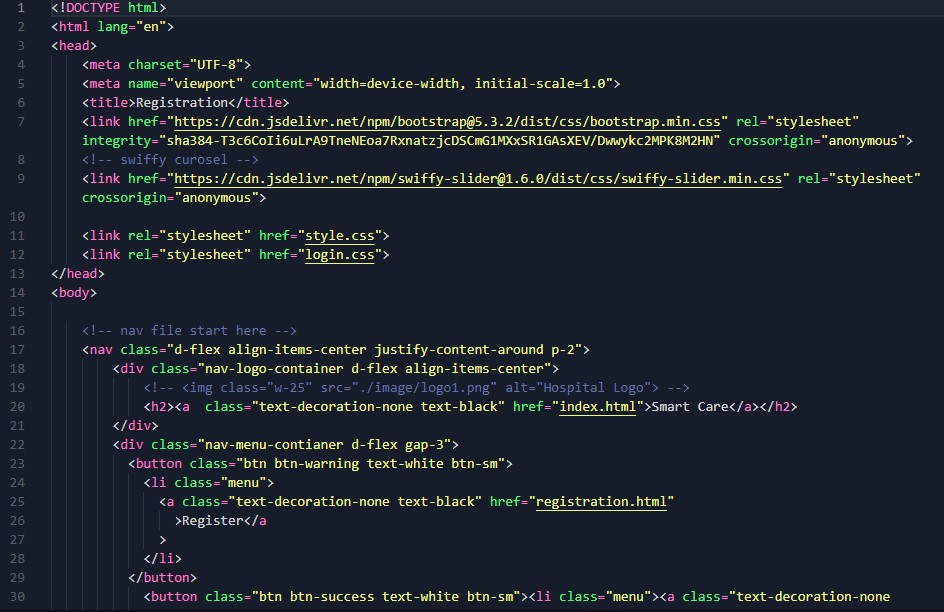 1 <!DOCTYPE html>
2 <html lang="en">
3 <head>
4 <meta charset="UTF-8">
5 <meta name="viewport" content="width=device-width, initial-scale=1.0">
6 <title>Registration</title>
7 <link href="https://cdn.jsdelivr.net/npm/bootstrap@5.3.2/dist/css/bootstrap.min.css" rel="stylesheet"
integrity="sha384-T3c6CoIi6uLrA9TneNEoa7RxnatzjcDSCmG1MXxSR1GAsXEV/Dwwykc2MPK8M2HN" crossorigin="anonymous">
8 <!-- swiffy curosel -->
9 <link href="https://cdn.jsdelivr.net/npm/swiffy-slider@1.6.0/dist/css/swiffy-slider.min.css" rel="stylesheet"
crossorigin="anonymous">
10
11 <link rel="stylesheet" href="style.css">
12 <link rel="stylesheet" href="login.css">
13 </head>
14 <body>
15
16 <!-- nav file start here -->
17 <nav class="d-flex align-items-center justify-content-around p-2">
18 <div class="nav-logo-container d-flex align-items-center">
19 <!-- <img class="w-25" src="./image/logo1.png" alt="Hospital Logo"> -->
20 <h2><a  class="text-decoration-none text-black" href="index.html">Smart Care</a></h2>
21 </div>
22 <div class="nav-menu-contianer d-flex gap-3">
23 <button class="btn btn-warning text-white btn-sm">
24 <li class="menu">
25 <a class="text-decoration-none text-black" href="registration.html"
26 >Register</a
27 >
28 </li>
29 </button>
30 <button class="btn btn-success text-white btn-sm"><li class="menu"><a class="text-decoration-none